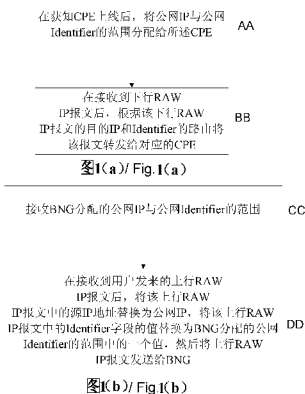 在获知CPE上线后，将公网IP与公网
Identifier的范围分配给所述CPE
AA
在接收到下行RAW
IP报文后，根据该下行RAW
IP报文的目的IP和Identifier的路由将
该报文转发给对应的CPE
BB
图1(a)/ Fig.1(a)
接收BNG分配的公网IP与公网Identifier的范围
CC
在接收到用户发来的上行RAW
IP报文后，将该上行RAW
IP报文中的源IP地址替换为公网IP，将该上行RAW
IP报文中的Identifier字段的值替换为BNG分配的公网
Identifier的范围中的一个值，然后将上行RAW
IP报文发送给BNG
DD
图1(b)/ Fig.1(b)